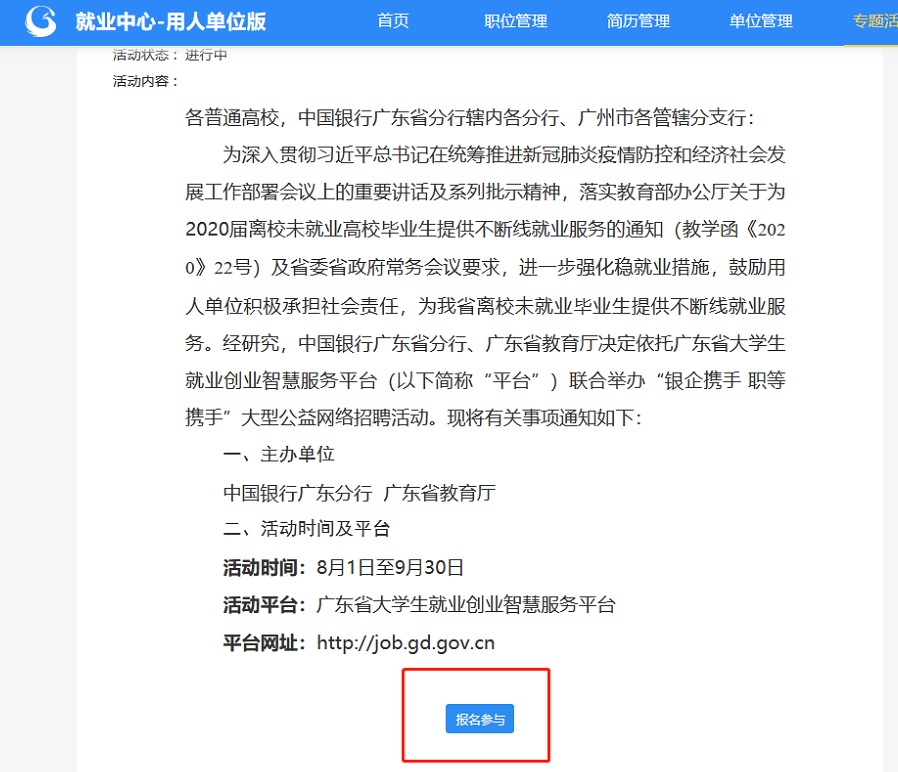 就业中心-用人单位版 首页 职位管理 简历管理 单位管理 专题活
活动状态：进行中
活动内容：
各普通高校，中国银行广东省分行辖内各分行、广州市各管辖分支行：
为深入贯彻习近平总书记在统筹推进新冠肺炎疫情防控和经济社会发
展工作部署会议上的重要讲话及系列批示精神，落实教育部办公厅关于为
2020届离校未就业高校毕业生提供不断线就业服务的通知（教学函《202
0》22号）及省委省政府常务会议要求，进一步强化稳就业措施，鼓励用
人单位积极承担社会责任，为我省离校未就业毕业生提供不断线就业服
务。经研究，中国银行广东省分行、广东省教育厅决定依托广东省大学生
就业创业智慧服务平台（以下简称“平台”）联合举办“银企携手 职等
携手”大型公益网络招聘活动。现将有关事项通知如下：
一、主办单位
中国银行广东分行 广东省教育厅
二、活动时间及平台
活动时间：8月1日至9月30日
活动平台：广东省大学生就业创业智慧服务平台
平台网址：http://job.gd.gov.cn
报名参与